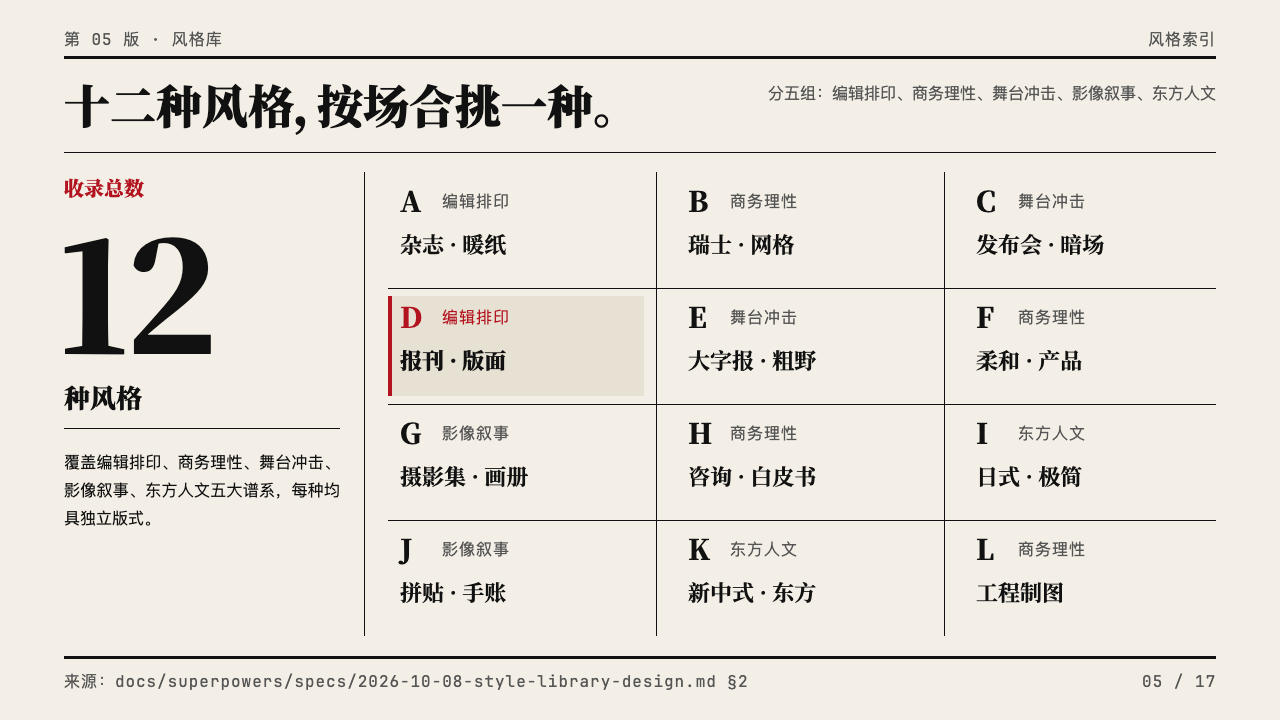 第 05 版 · 风格库
风格索引
十二种风格，按场合挑一种。
分五组：编辑排印、商务理性、舞台冲击、影像叙事、东方人文
收录总数
12
种风格
覆盖编辑排印、商务理性、舞台冲击、
影像叙事、东方人文五大谱系，每种均
具独立版式。
A 编辑排印
杂志 · 暖纸
B 商务理性
瑞士 · 网格
C 舞台冲击
发布会 · 暗场
D 编辑排印
报刊 · 版面
E 舞台冲击
大字报 · 粗野
F 商务理性
柔和 · 产品
G 影像叙事
摄影集 · 画册
H 商务理性
咨询 · 白皮书
I 东方人文
日式 · 极简
J 影像叙事
拼贴 · 手账
K 东方人文
新中式 · 东方
L 商务理性
工程制图
来源：docs/superpowers/specs/2026-10-08-style-library-design.md §2
05 / 17